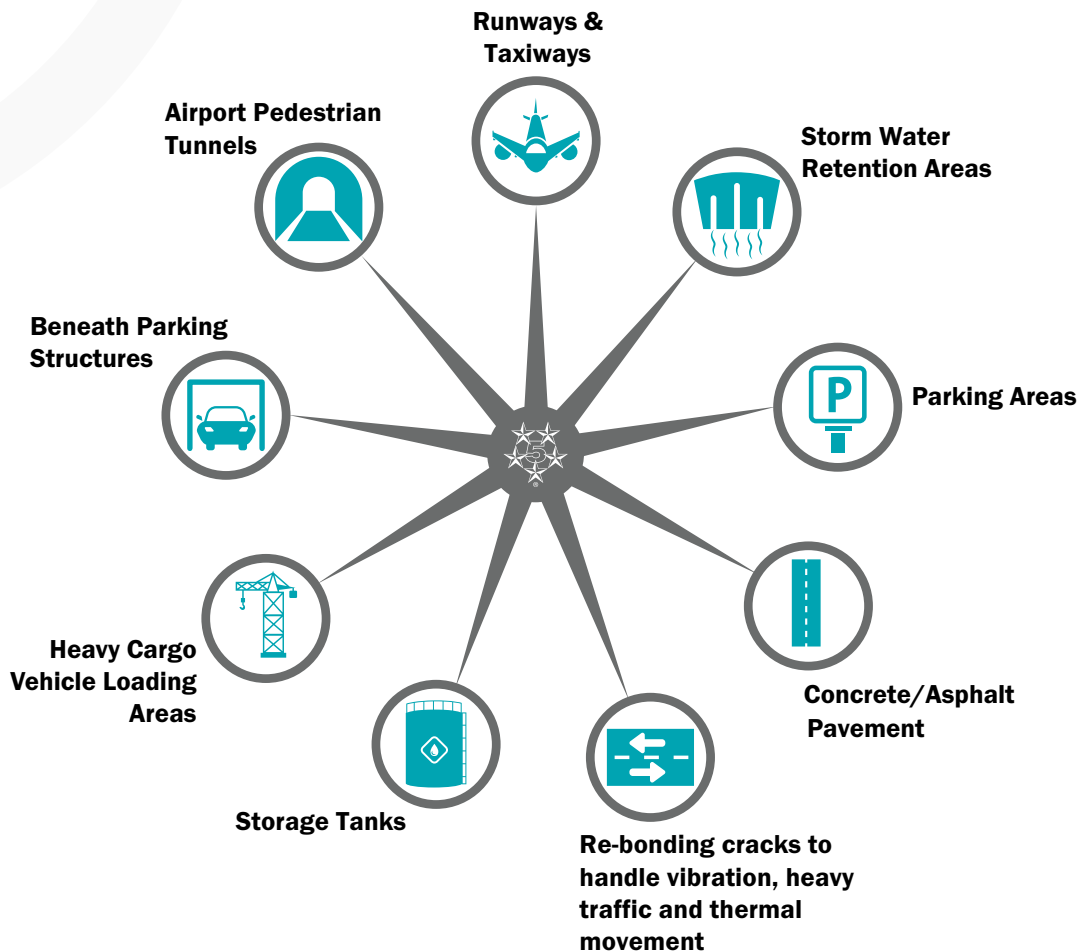 Runways &
Taxiways
Airport Pedestrian
Tunnels
Storm Water
Retention Areas
Beneath Parking
Structures
P
Parking Areas
5
®
Heavy Cargo
Vehicle Loading
Areas
Concrete/Asphalt
Pavement
Storage Tanks
Re-bonding cracks to
handle vibration, heavy
traffic and thermal
movement